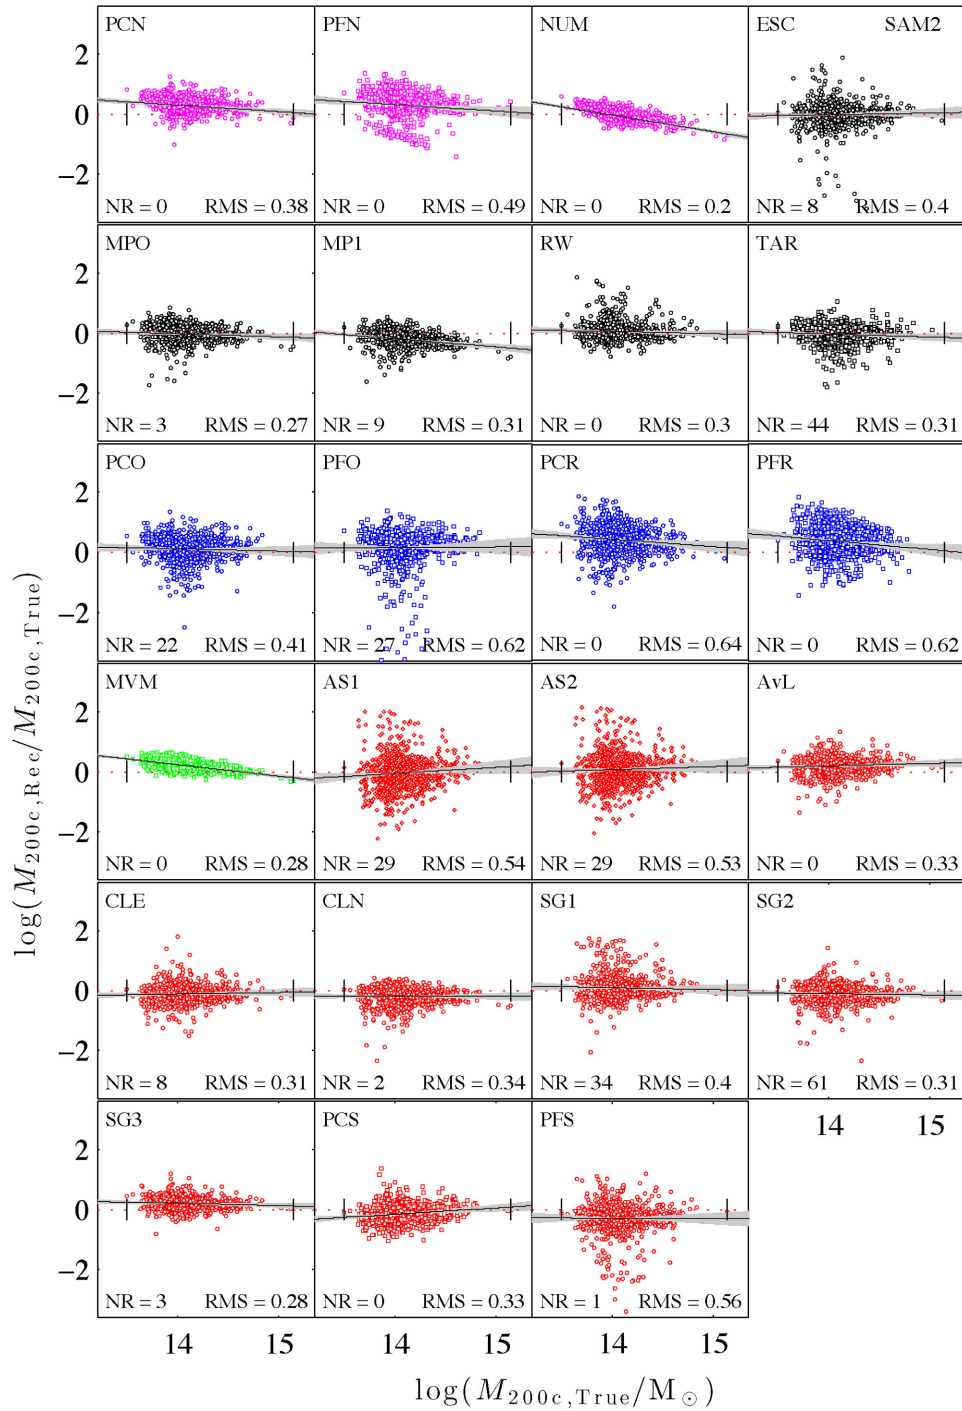 PCN PFN NUM ESC SAM2
2
0
−2
NR = 0 RMS = 0.38 NR = 0 RMS = 0.49 NR = 0 RMS = 0.2 NR = 8 RMS = 0.4
MPO MP1 RW TAR
2
0
−2
NR = 3 RMS = 0.27 NR = 9 RMS = 0.31 NR = 0 RMS = 0.3 NR = 44 RMS = 0.31
PCO PFO PCR PFR
2
0
−2
NR = 22 RMS = 0.41 NR = 27 RMS = 0.62 NR = 0 RMS = 0.64 NR = 0 RMS = 0.62
log(M200c,Rec/M200c,True)
MVM AS1 AS2 AvL
2
0
−2
NR = 0 RMS = 0.28 NR = 29 RMS = 0.54 NR = 29 RMS = 0.53 NR = 0 RMS = 0.33
CLE CLN SG1 SG2
2
0
−2
NR = 8 RMS = 0.31 NR = 2 RMS = 0.34 NR = 34 RMS = 0.4 NR = 61 RMS = 0.31
SG3 PCS PFS
14 15
2
0
−2
NR = 3 RMS = 0.28 NR = 0 RMS = 0.33 NR = 1 RMS = 0.56
14 15 14 15 14 15
log(M200c,True/M⊙)